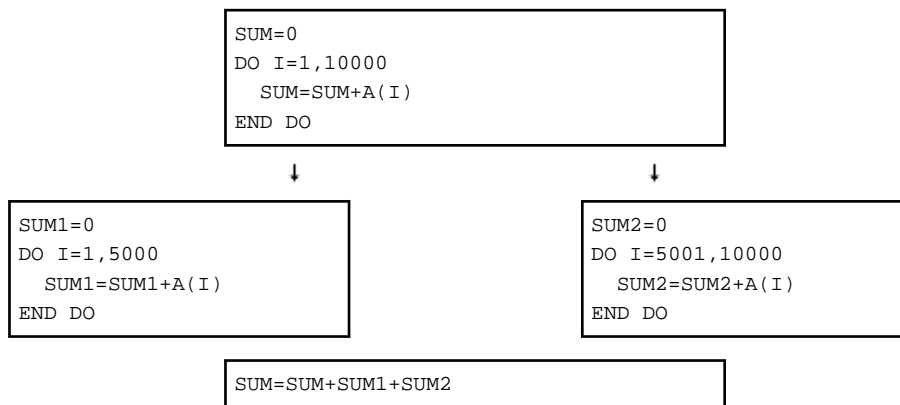 SUM=0
DO I=1,10000
SUM=SUM+A(I)
END DO
SUM1=0
DO I=1,5000
SUM1=SUM1+A(I)
END DO
SUM2=0
DO I=5001,10000
SUM2=SUM2+A(I)
END DO
SUM=SUM+SUM1+SUM2